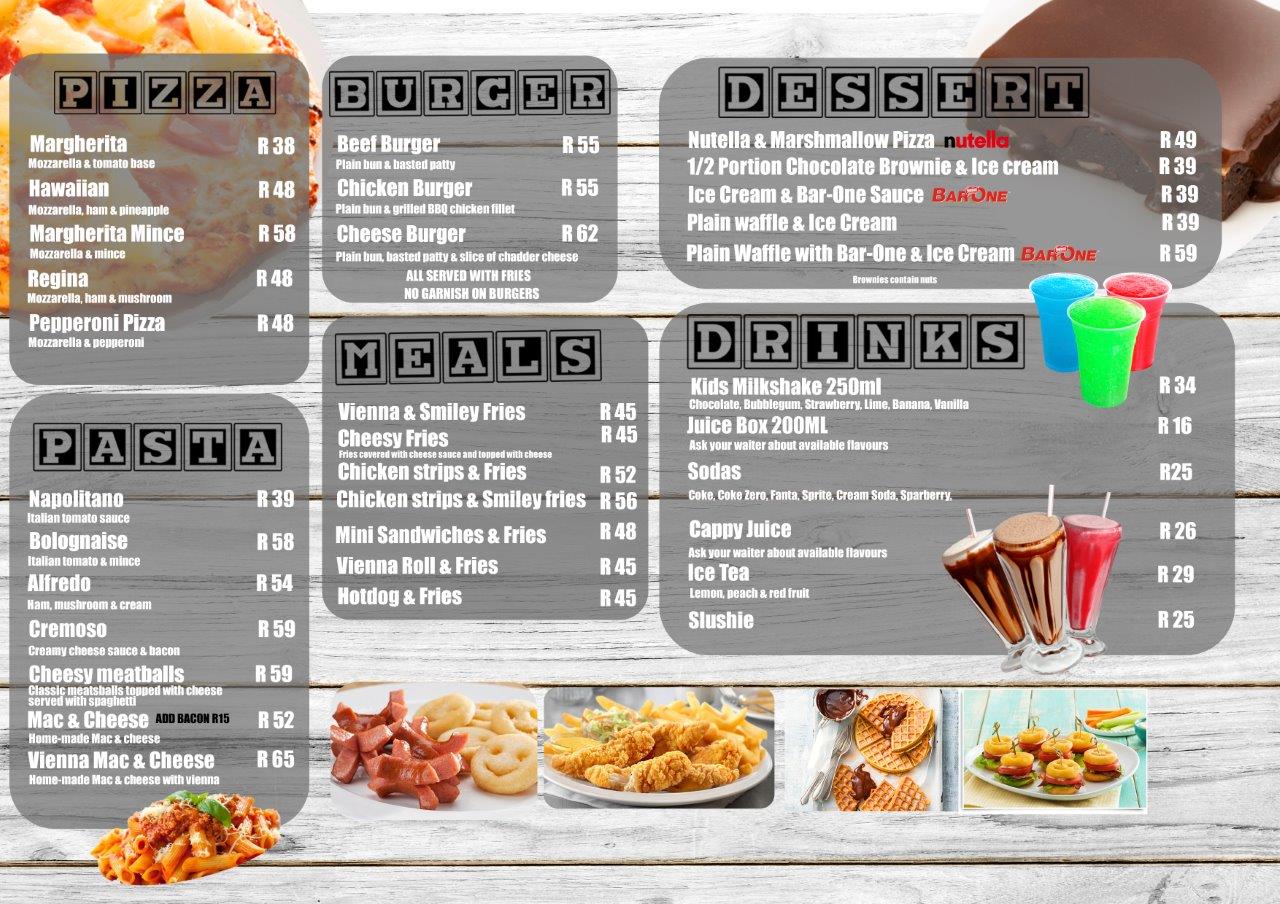 PIZZA
Margherita R 38
Mozzarella & tomato base
Hawaiian R 48
Mozzarella, ham & pineapple
Margherita Mince R 58
Mozzarella & mince
Regina R 48
Mozzarella, ham & mushroom
Pepperoni Pizza R 48
Mozzarella & pepperoni
PASTA
Napolitano R 39
Italian tomato sauce
Bolognaise R 58
Italian tomato & mince
Alfredo R 54
Ham, mushroom & cream
Cremoso R 59
Creamy cheese sauce & bacon
Cheesy meatballs R 59
Classic meatsballs topped with cheese
served with spaghetti
Mac & Cheese ADD BACON R15 R 52
Home-made Mac & cheese
Vienna Mac & Cheese R 65
Home-made Mac & cheese with vienna
BURGER
Beef Burger R 55
Plain bun & basted patty
Chicken Burger R 55
Plain bun & grilled BBQ chicken fillet
Cheese Burger R 62
Plain bun, basted patty & slice of chadder cheese
ALL SERVED WITH FRIES
NO GARNISH ON BURGERS
MEALS
Vienna & Smiley Fries R 45
Cheesy Fries R 45
Fries covered with cheese sauce and topped with cheese
Chicken strips & Fries R 52
Chicken strips & Smiley fries R 56
Mini Sandwiches & Fries R 48
Vienna Roll & Fries R 45
Hotdog & Fries R 45
DESSERT
Nutella & Marshmallow Pizza nutella R 49
1/2 Portion Chocolate Brownie & Ice cream R 39
Ice Cream & Bar-One Sauce BAR-ONE R 39
Plain waffle & Ice Cream R 39
Plain Waffle with Bar-One & Ice Cream BAR-ONE R 59
Brownies contain nuts
DRINKS
Kids Milkshake 250ml R 34
Chocolate, Bubblegum, Strawberry, Lime, Banana, Vanilla
Juice Box 200ML R 16
Ask your waiter about available flavours
Sodas R25
Coke, Coke Zero, Fanta, Sprite, Cream Soda, Sparberry.
Cappy Juice R 26
Ask your waiter about available flavours
Ice Tea R 29
Lemon, peach & red fruit
Slushie R 25